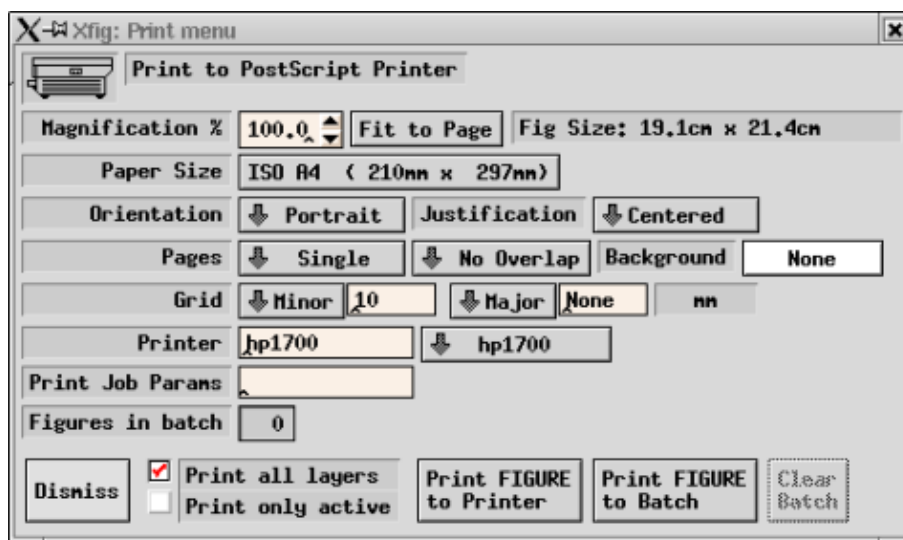 Xfig: Print menu
Print to PostScript Printer
Magnification % 100.0 Fit to Page Fig Size: 19.1cm x 21.4cm
Paper Size ISO A4 ( 210mm x 297mm)
Orientation Portrait Justification Centered
Pages Single No Overlap Background None
Grid Minor 10 Major None mm
Printer hp1700 hp1700
Print Job Params
Figures in batch 0
Dismiss
Print all layers
Print only active
Print FIGURE
to Printer
Print FIGURE
to Batch
Clear
Batch